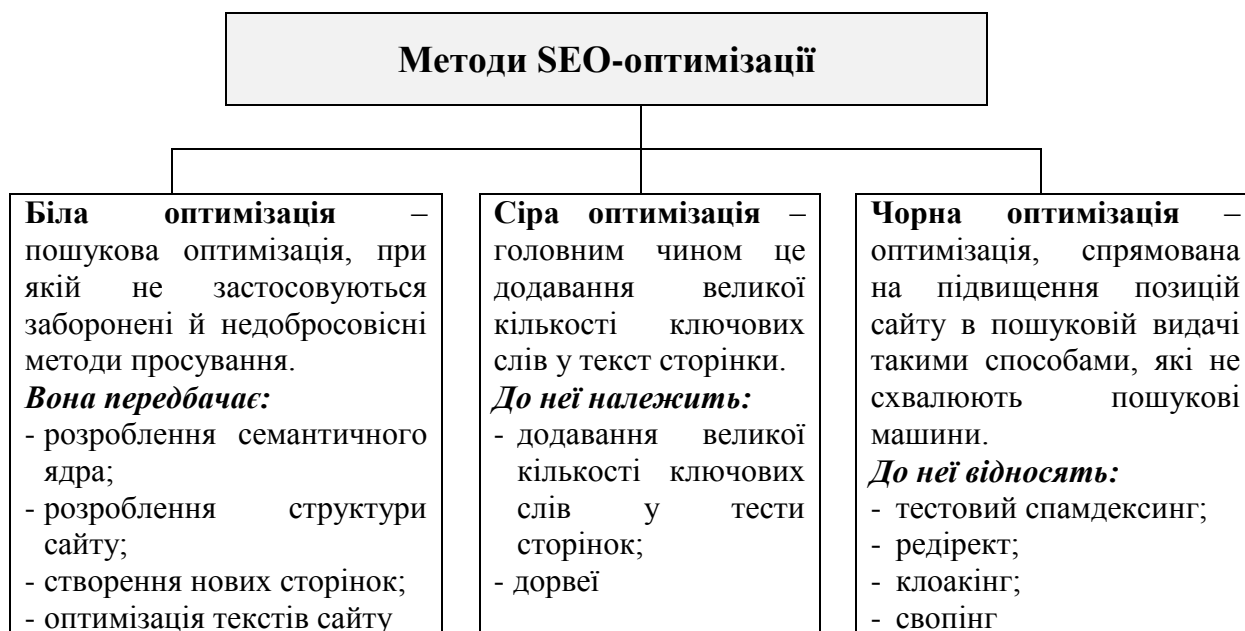 Методи SEO-оптимізації
Біла оптимізація –
пошукова оптимізація, при
якій не застосовуються
заборонені й недобросовісні
методи просування.
Вона передбачає:
- розроблення семантичного
ядра;
- розроблення структури
сайту;
- створення нових сторінок;
- оптимізація текстів сайту
Сіра оптимізація –
головним чином це
додавання великої
кількості ключових
слів у текст сторінки.
До неї належить:
- додавання великої
кількості ключових
слів у тести
сторінок;
- дорвеї
Чорна оптимізація –
оптимізація, спрямована
на підвищення позицій
сайту в пошуковій видачі
такими способами, які не
схвалюють пошукові
машини.
До неї відносять:
- тестовий спамдексинг;
- редірект;
- клоакінг;
- свопінг